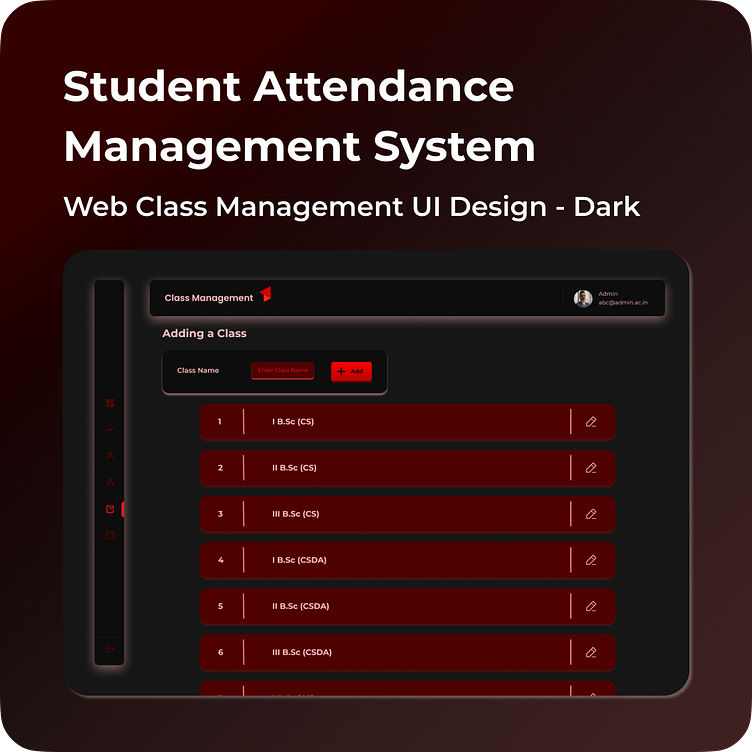 Student Attendance
Management System
Web Class Management UI Design - Dark
Class Management
Admin
abc@admin.ac.in
Adding a Class
Class Name
Enter Class Name
Add
1 I B.Sc (CS)
2 II B.Sc (CS)
3 III B.Sc (CS)
4 I B.Sc (CSDA)
5 II B.Sc (CSDA)
6 III B.Sc (CSDA)